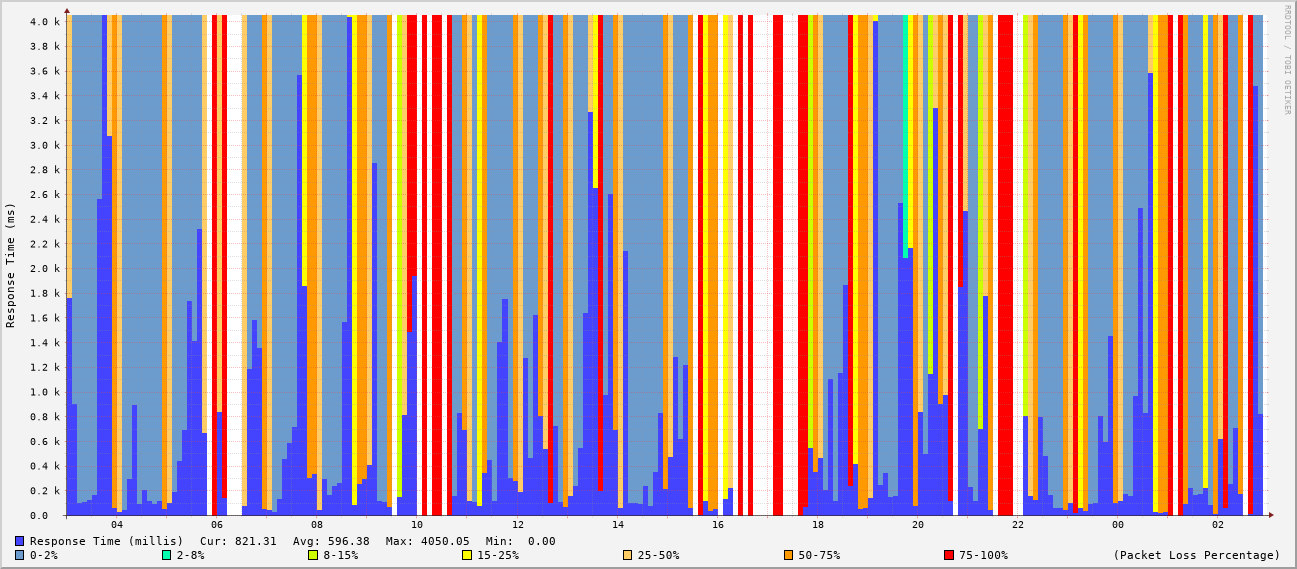 RRDTOOL / TOBI OETIKER
Response Time (ms)
4.0 k
3.8 k
3.6 k
3.4 k
3.2 k
3.0 k
2.8 k
2.6 k
2.4 k
2.2 k
2.0 k
1.8 k
1.6 k
1.4 k
1.2 k
1.0 k
0.8 k
0.6 k
0.4 k
0.2 k
0.0
04 06 08 10 12 14 16 18 20 22 00 02
Response Time (millis) Cur: 821.31 Avg: 596.38 Max: 4050.05 Min: 0.00
0-2% 2-8% 8-15% 15-25% 25-50% 50-75% 75-100% (Packet Loss Percentage)